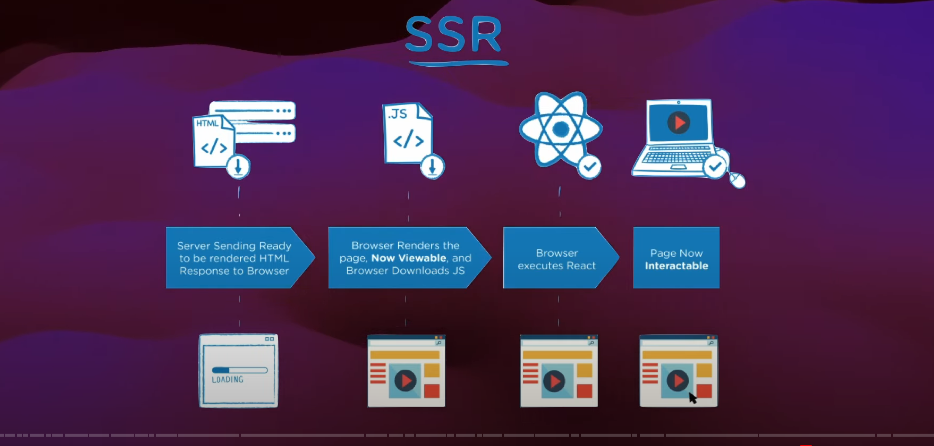 SSR
HTML
</>
.JS
</>
Server Sending Ready
to be rendered HTML
Response to Browser
Browser Renders the
page, Now Viewable, and
Browser Downloads JS
Browser
executes React
Page Now
Interactable
LOADING